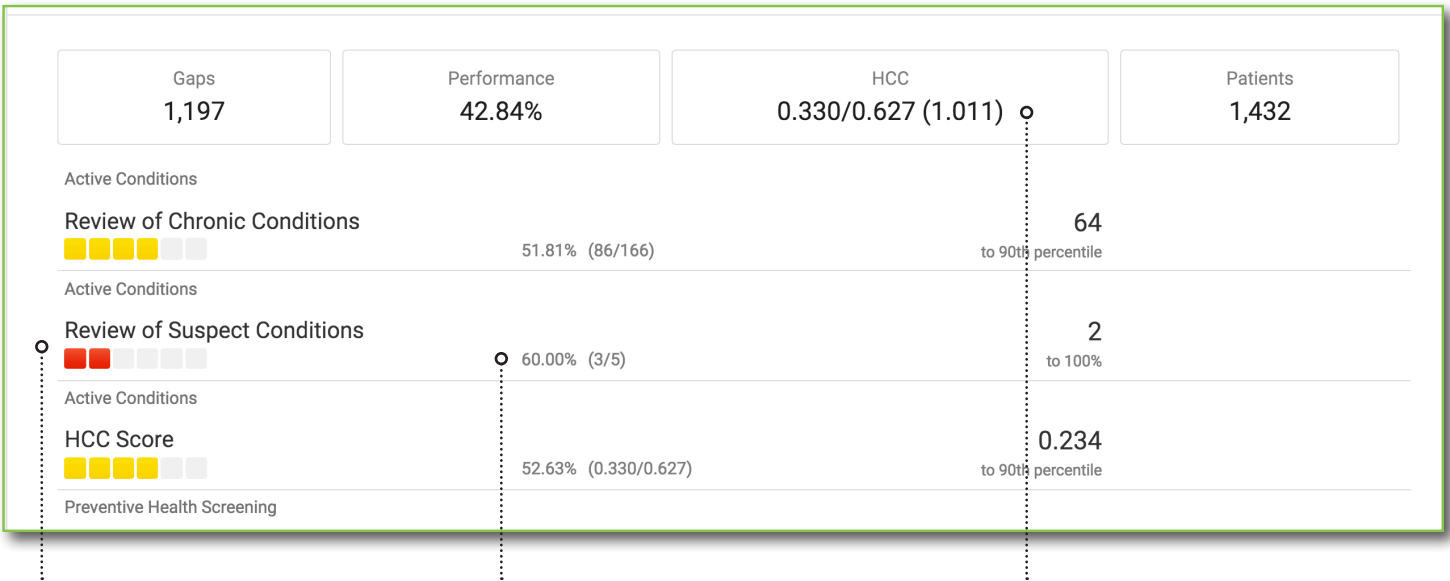 Gaps
1,197
Performance
42.84%
HCC
0.330/0.627 (1.011)
Patients
1,432
Active Conditions
Review of Chronic Conditions
51.81% (86/166)
64
to 90th percentile
Active Conditions
Review of Suspect Conditions
60.00% (3/5)
2
to 100%
Active Conditions
HCC Score
52.63% (0.330/0.627)
0.234
to 90th percentile
Preventive Health Screening